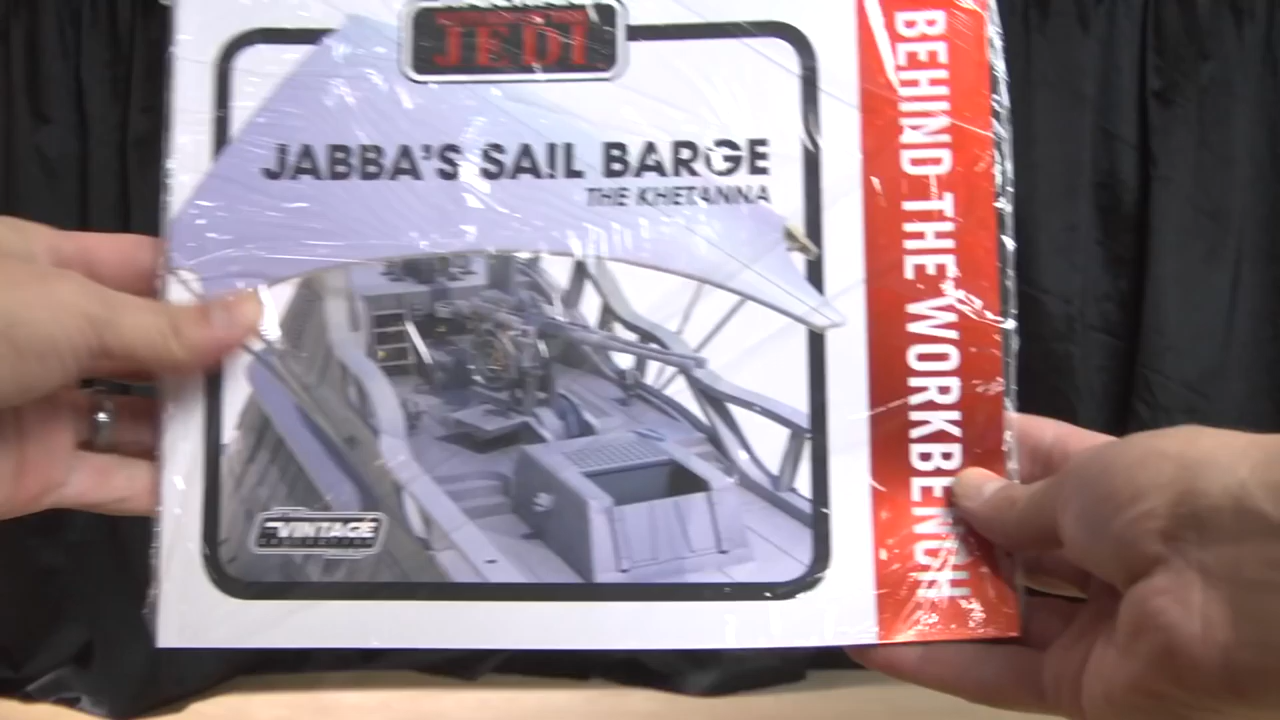 JEDI
JABBA'S SAIL BARGE
THE KHETANNA
VINTAGE
BEHIND THE WORKBENCH